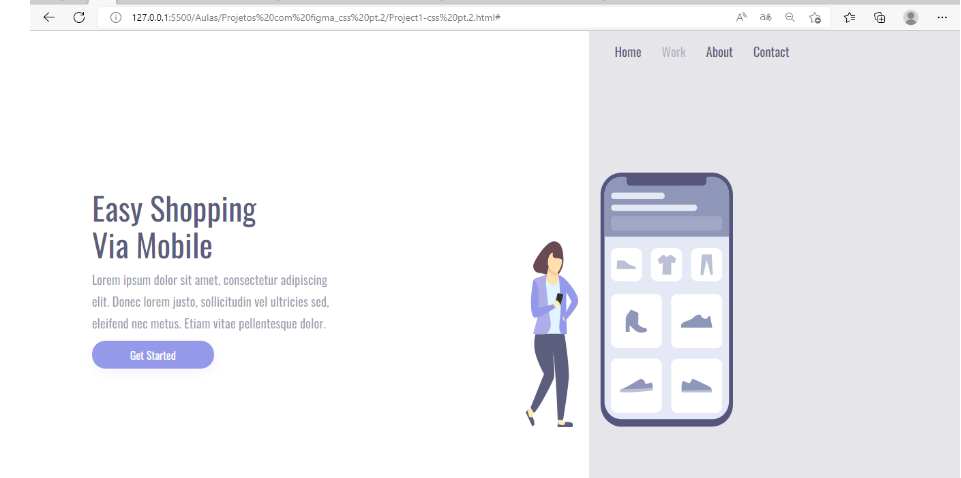 127.0.0.1:5500/Aulas/Projetos%20com%20figma_css%20pt.2/Project1-css%20pt.2.html#
Home Work About Contact
Easy Shopping
Via Mobile
Lorem ipsum dolor sit amet, consectetur adipiscing
elit. Donec lorem justo, sollicitudin vel ultricies sed,
eleifend nec metus. Etiam vitae pellentesque dolor.
Get Started